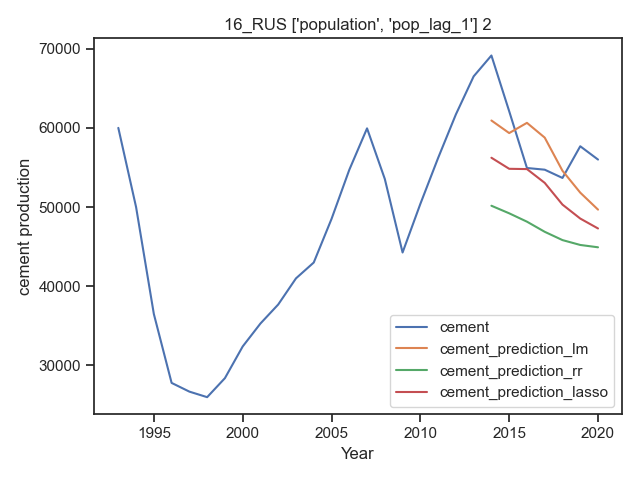 16_RUS ['population', 'pop_lag_1'] 2
70000
60000
50000
40000
30000
cement production
1995
2000
2005
2010
2015
2020
Year
cement
cement_prediction_lm
cement_prediction_rr
cement_prediction_lasso